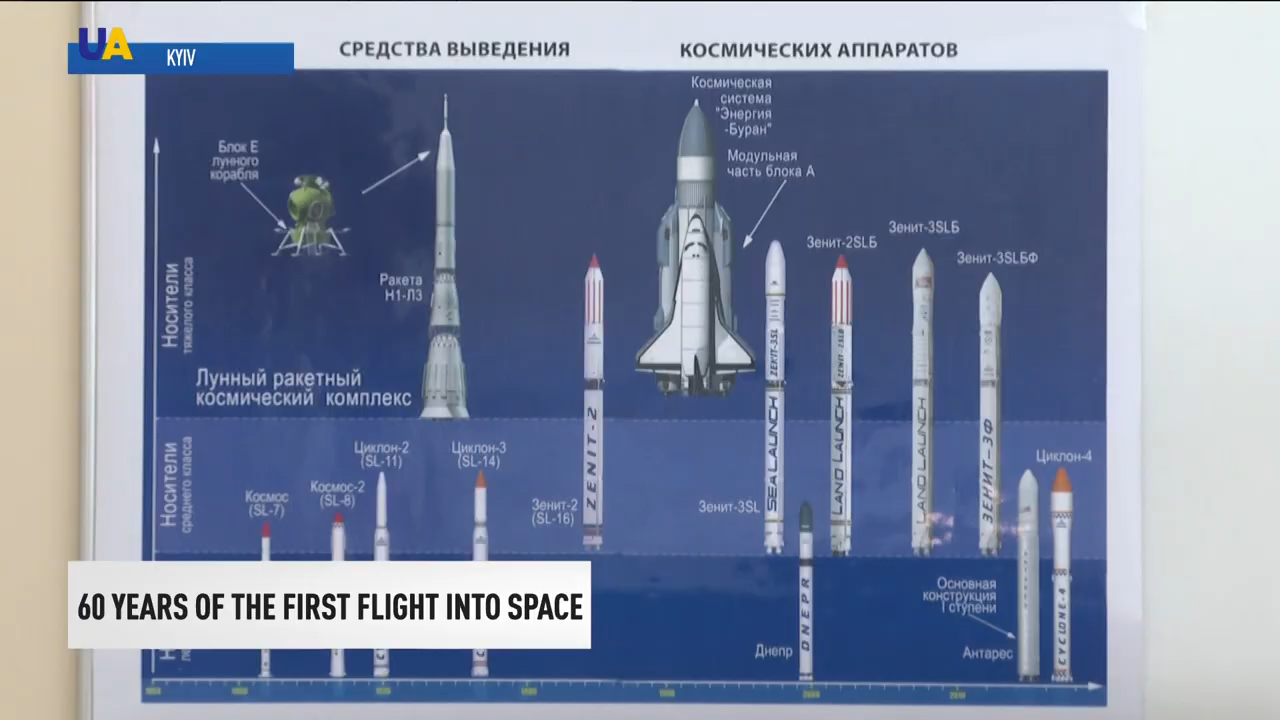 UA
KYIV
СРЕДСТВА ВЫВЕДЕНИЯ
КОСМИЧЕСКИХ АППАРАТОВ
Космическая
система
"Энергия
-Буран"
Модульная
часть блока А
Блок Е
лунного
корабля
Ракета
Н1-Л3
Лунный ракетный
космический комплекс
Носители
тяжелого класса
Зенит-2SLБ
Зенит-3SLБ
Зенит-3SLБФ
Носители
среднего класса
Космос
(SL-7)
Космос-2
(SL-8)
Циклон-2
(SL-11)
Циклон-3
(SL-14)
Зенит-2
(SL-16)
ZENIT-2
Зенит-3SL
ZENIT-3SL
SEA LAUNCH
LAND LAUNCH
LAND LAUNCH
ЗЕНИТ-3Ф
Циклон-4
Основная
конструкция
I ступени
Днепр
DNEPR
Антарес
CYCLONE-4
60 YEARS OF THE FIRST FLIGHT INTO SPACE